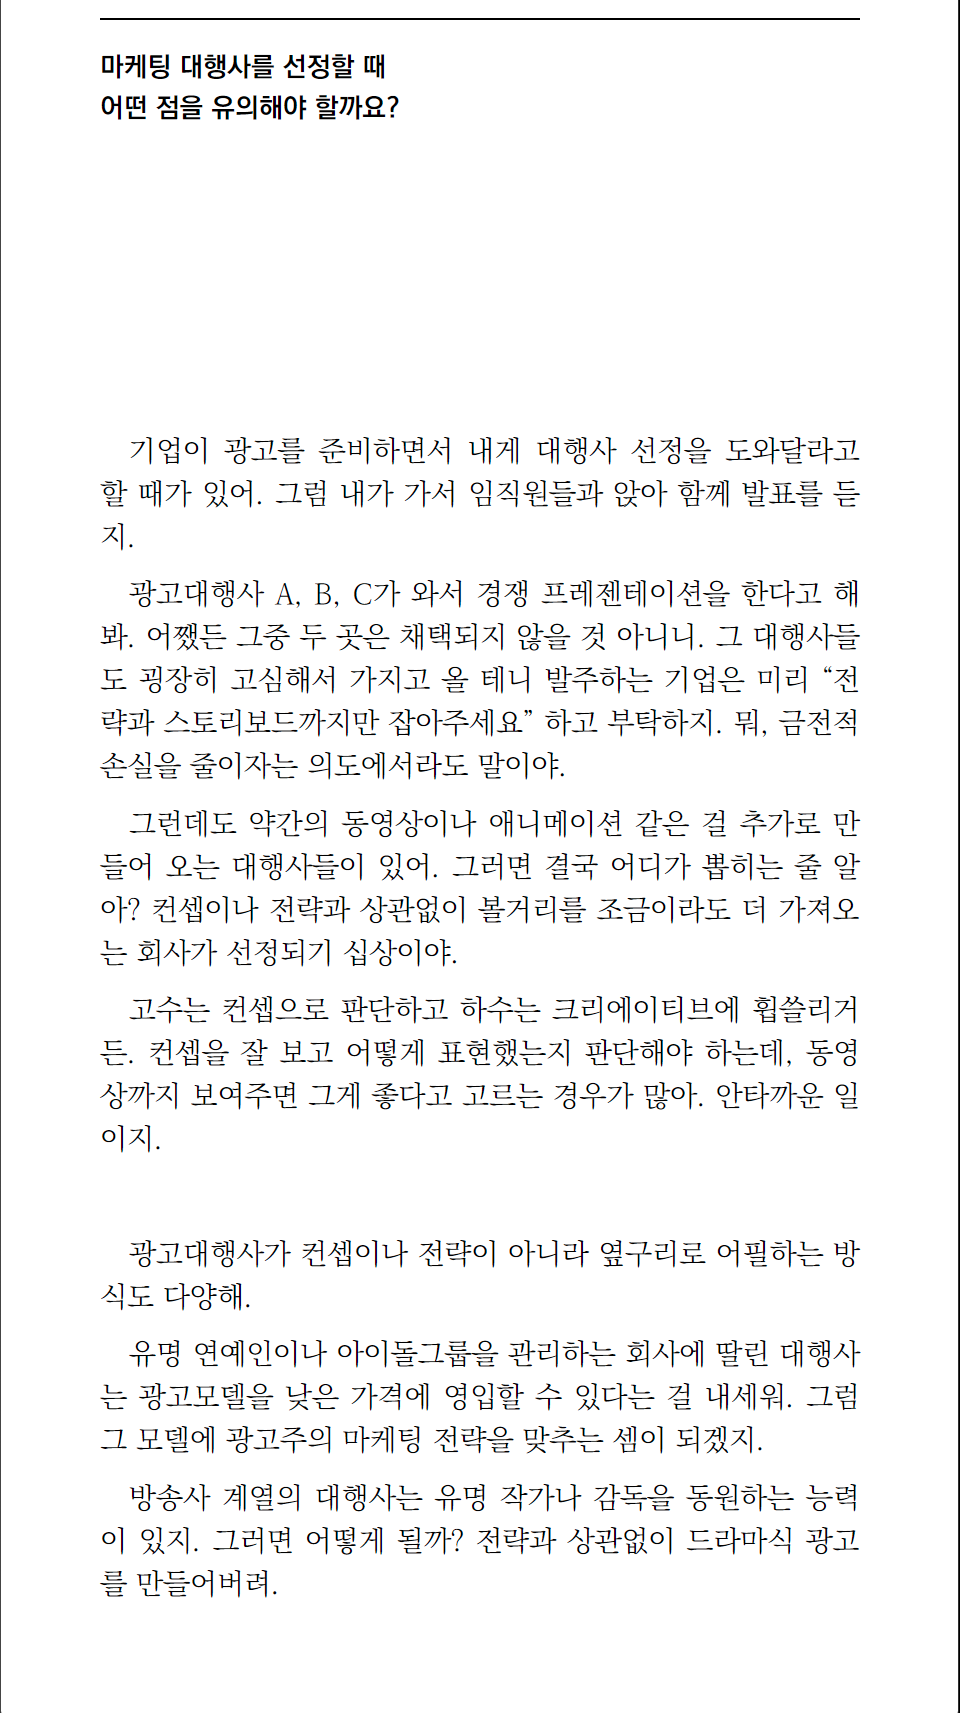 마케팅 대행사를 선정할 때
어떤 점을 유의해야 할까요?
기업이 광고를 준비하면서 내게 대행사 선정을 도와달라고
할 때가 있어. 그럼 내가 가서 임직원들과 앉아 함께 발표를 듣
지.
광고대행사 A, B, C가 와서 경쟁 프레젠테이션을 한다고 해
봐. 어쨌든 그중 두 곳은 채택되지 않을 것 아니니. 그 대행사들
도 굉장히 고심해서 가지고 올 테니 발주하는 기업은 미리 “전
략과 스토리보드까지만 잡아주세요” 하고 부탁하지. 뭐, 금전적
손실을 줄이자는 의도에서라도 말이야.
그런데도 약간의 동영상이나 애니메이션 같은 걸 추가로 만
들어 오는 대행사들이 있어. 그러면 결국 어디가 뽑히는 줄 알
아? 컨셉이나 전략과 상관없이 볼거리를 조금이라도 더 가져오
는 회사가 선정되기 십상이야.
고수는 컨셉으로 판단하고 하수는 크리에이티브에 휩쓸리거
든. 컨셉을 잘 보고 어떻게 표현했는지 판단해야 하는데, 동영
상까지 보여주면 그게 좋다고 고르는 경우가 많아. 안타까운 일
이지.
광고대행사가 컨셉이나 전략이 아니라 옆구리로 어필하는 방
식도 다양해.
유명 연예인이나 아이돌그룹을 관리하는 회사에 딸린 대행사
는 광고모델을 낮은 가격에 영입할 수 있다는 걸 내세워. 그럼
그 모델에 광고주의 마케팅 전략을 맞추는 셈이 되겠지.
방송사 계열의 대행사는 유명 작가나 감독을 동원하는 능력
이 있지. 그러면 어떻게 될까? 전략과 상관없이 드라마식 광고
를 만들어버려.